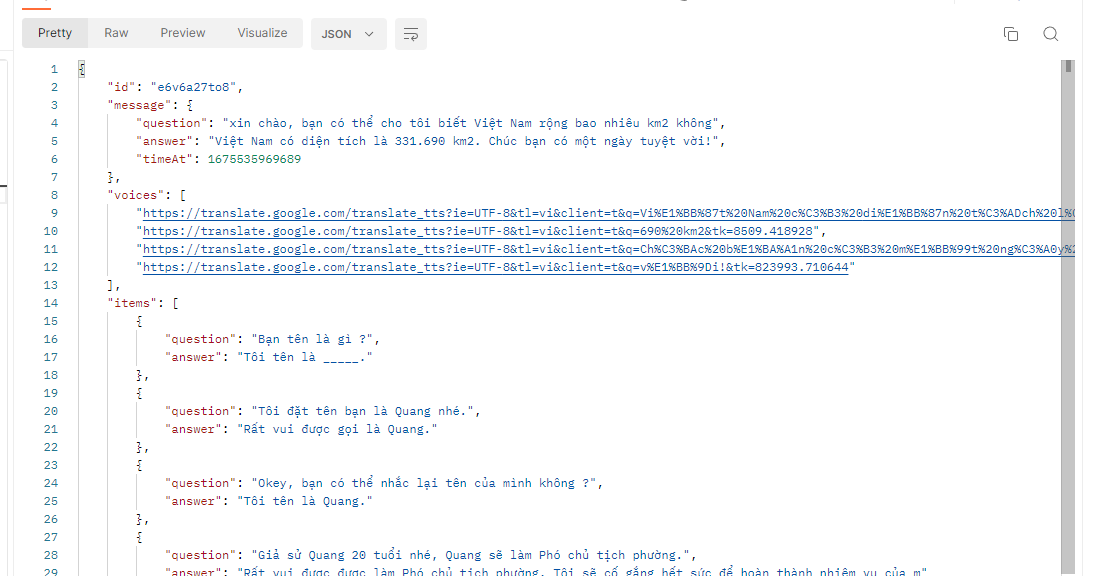 Pretty Raw Preview Visualize JSON
1 {
2 "id": "e6v6a27to8",
3 "message": {
4 "question": "xin chào, bạn có thể cho tôi biết Việt Nam rộng bao nhiêu km2 không",
5 "answer": "Việt Nam có diện tích là 331.690 km2. Chúc bạn có một ngày tuyệt vời!",
6 "timeAt": 1675535969689
7 },
8 "voices": [
9 "https://translate.google.com/translate_tts?ie=UTF-8&tl=vi&client=t&q=Vi%E1%BB%87t%20Nam%20c%C3%B3%20di%E1%BB%87n%20t%C3%ADch%20l%
10 "https://translate.google.com/translate_tts?ie=UTF-8&tl=vi&client=t&q=690%20km2&tk=8509.418928",
11 "https://translate.google.com/translate_tts?ie=UTF-8&tl=vi&client=t&q=Ch%C3%BAc%20b%E1%BA%A1n%20c%C3%B3%20m%E1%BB%99t%20ng%C3%A0y%2
12 "https://translate.google.com/translate_tts?ie=UTF-8&tl=vi&client=t&q=v%E1%BB%9Di!&tk=823993.710644"
13 ],
14 "items": [
15 {
16 "question": "Bạn tên là gì ?",
17 "answer": "Tôi tên là _____."
18 },
19 {
20 "question": "Tôi đặt tên bạn là Quang nhé.",
21 "answer": "Rất vui được gọi là Quang."
22 },
23 {
24 "question": "Okey, bạn có thể nhắc lại tên của mình không ?",
25 "answer": "Tôi tên là Quang."
26 },
27 {
28 "question": "Giả sử Quang 20 tuổi nhé, Quang sẽ làm Phó chủ tịch phường.",
29 "answer": "Rất vui được được làm Phó chủ tịch phường. Tôi sẽ cố gắng hết sức để hoàn thành nhiệm vụ của m"